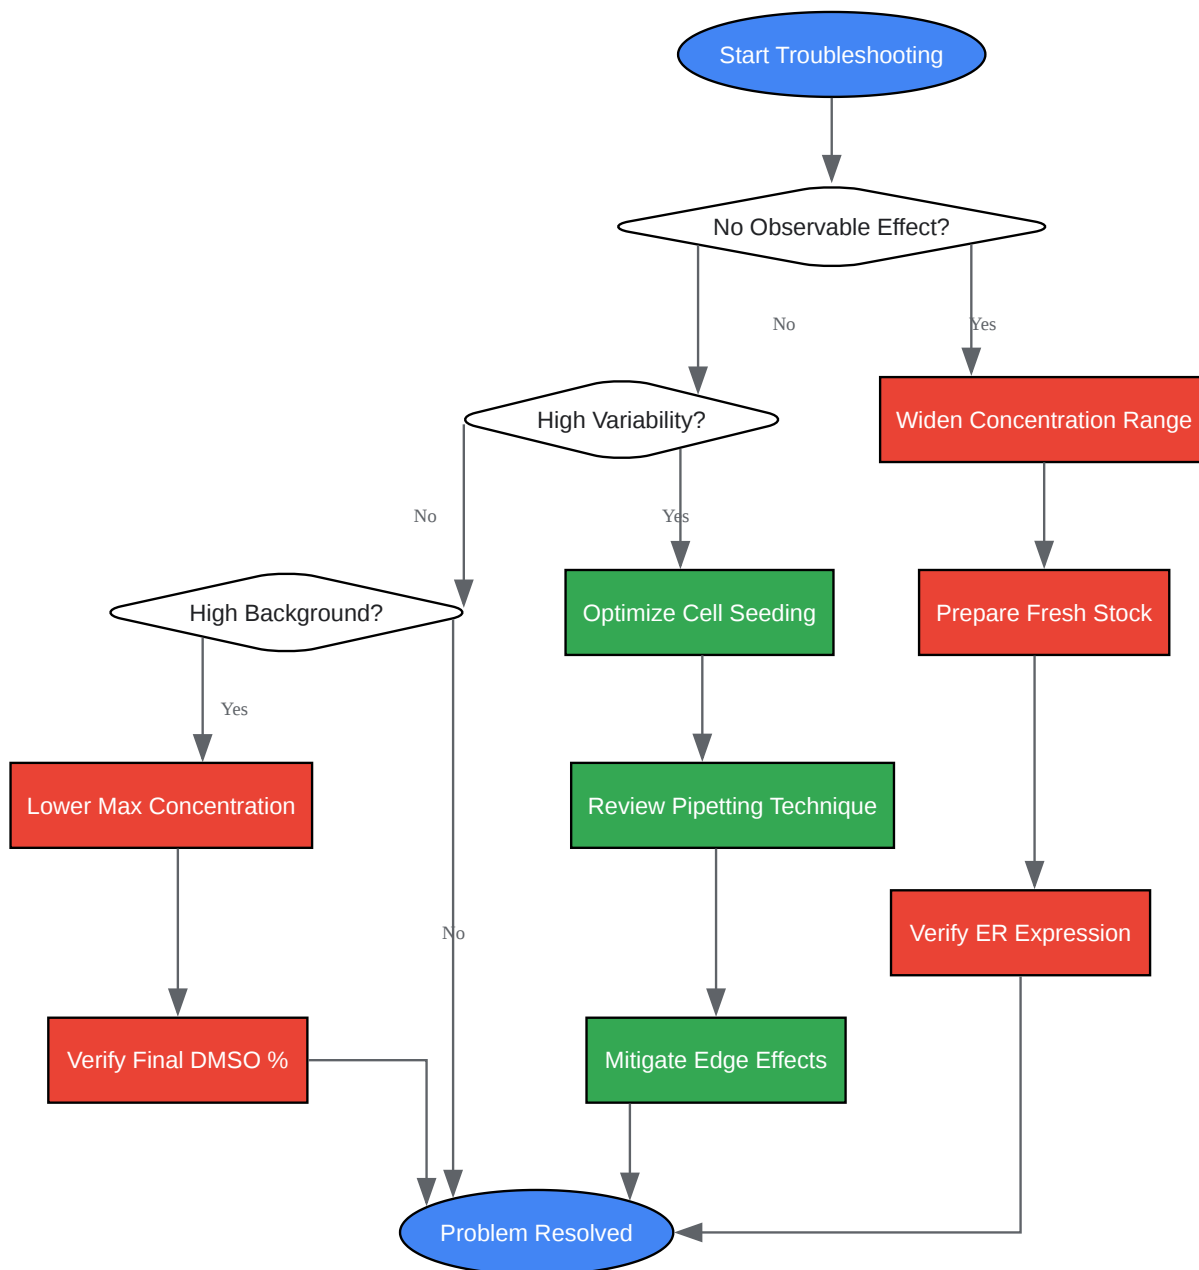 Start Troubleshooting
No Observable Effect?
No
Yes
High Variability?
Widen Concentration Range
No
Yes
High Background?
Optimize Cell Seeding
Prepare Fresh Stock
Yes
Lower Max Concentration
Review Pipetting Technique
No
Verify ER Expression
Verify Final DMSO %
Mitigate Edge Effects
Problem Resolved